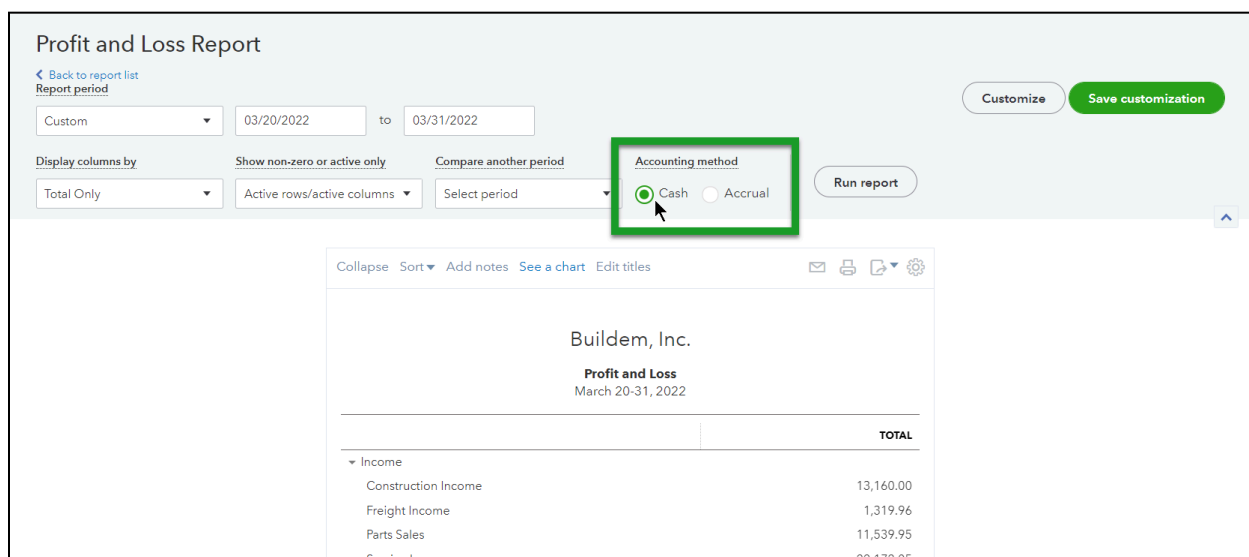 Profit and Loss Report
Back to report list
Report period
Custom 03/20/2022 to 03/31/2022
Customize Save customization
Display columns by Show non-zero or active only Compare another period Accounting method
Total Only Active rows/active columns Select period Cash Accrual Run report
Collapse Sort Add notes See a chart Edit titles
Buildem, Inc.
Profit and Loss
March 20-31, 2022
TOTAL
Income
Construction Income 13,160.00
Freight Income 1,319.96
Parts Sales 11,539.95